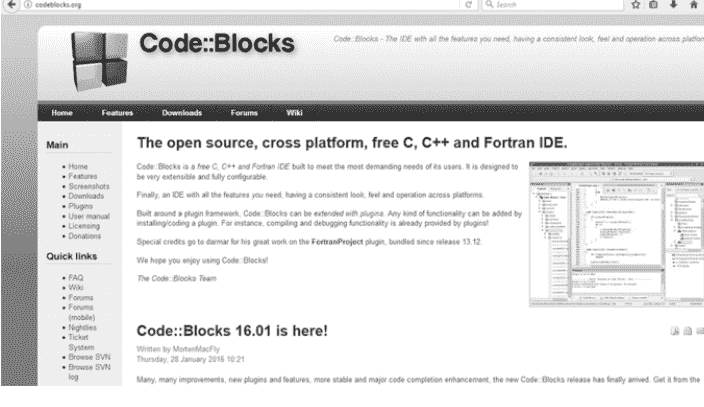 codeblocks.org
Search
Code::Blocks
Code::Blocks - The IDE with all the features you need, having a consistent look, feel and operation across platfor
Home Features Downloads Forums Wiki
Main
Home
Features
Screenshots
Downloads
Plugins
User manual
Licensing
Donations
Quick links
FAQ
Wiki
Forums
Forums
(mobile)
Nightlies
Ticket
System
Browse SVN
Browse SVN
log
The open source, cross platform, free C, C++ and Fortran IDE.
Code::Blocks is a free C, C++ and Fortran IDE built to meet the most demanding needs of its users. It is designed to
be very extensible and fully configurable.
Finally, an IDE with all the features you need, having a consistent look, feel and operation across platforms.
Built around a plugin framework, Code::Blocks can be extended with plugins. Any kind of functionality can be added by
installing/coding a plugin. For instance, compiling and debugging functionality is already provided by plugins!
Special credits go to darmar for his great work on the FortranProject plugin, bundled since release 13.12.
We hope you enjoy using Code::Blocks!
The Code::Blocks Team
Code::Blocks 16.01 is here!
Written by MortenMacFly
Thursday, 28 January 2016 10:21
Many, many improvements, new plugins and features, more stable and major code completion enhancement, the new Code::Blocks release has finally arrived. Get it from the